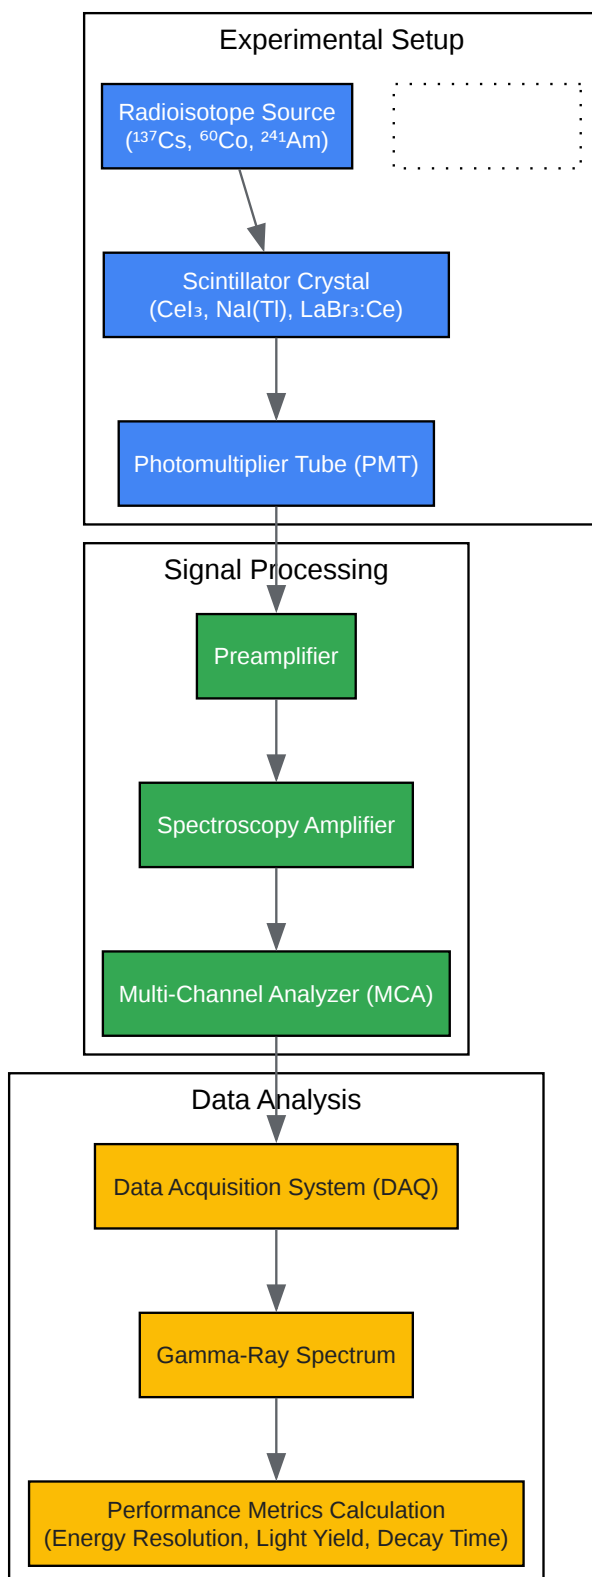 Experimental Setup
Radioisotope Source
(¹³⁷Cs, ⁶⁰Co, ²⁴¹Am)
Scintillator Crystal
(CeI₃, NaI(Tl), LaBr₃:Ce)
Photomultiplier Tube (PMT)
Signal Processing
Preamplifier
Spectroscopy Amplifier
Multi-Channel Analyzer (MCA)
Data Analysis
Data Acquisition System (DAQ)
Gamma-Ray Spectrum
Performance Metrics Calculation
(Energy Resolution, Light Yield, Decay Time)